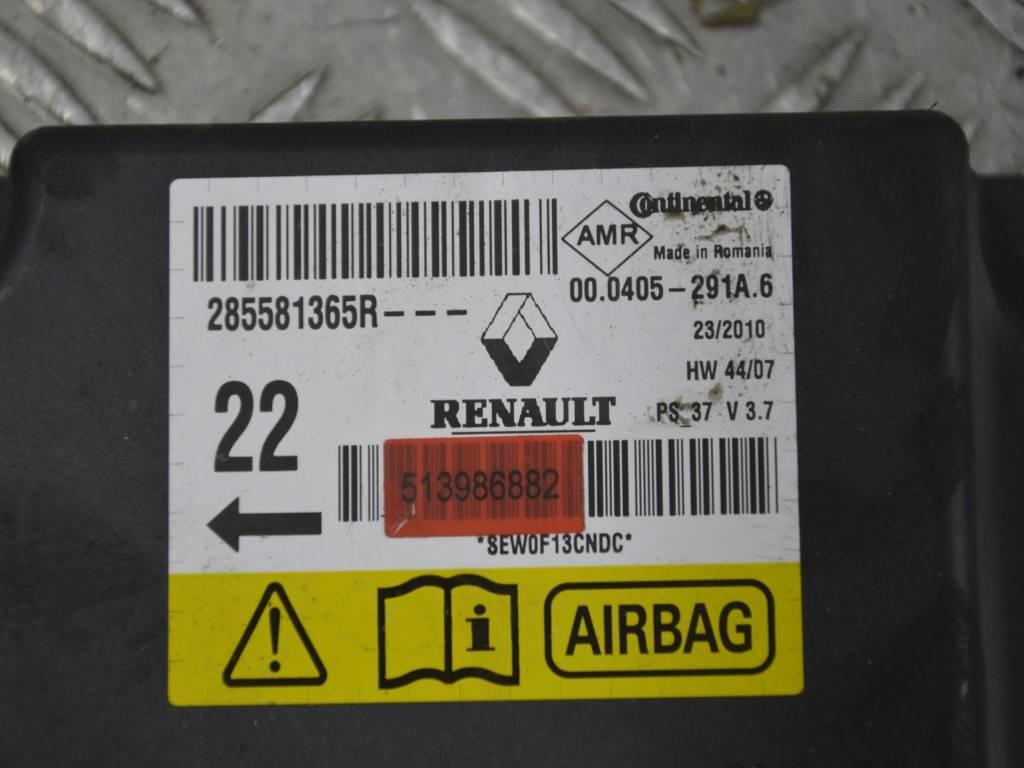 Continental
AMR
Made in Romania
285581365R---
00.0405-291A.6
23/2010
22
HW 44/07
RENAULT
PS 37 V 3.7
513986882
*SEW0F13CNDC*
i
AIRBAG